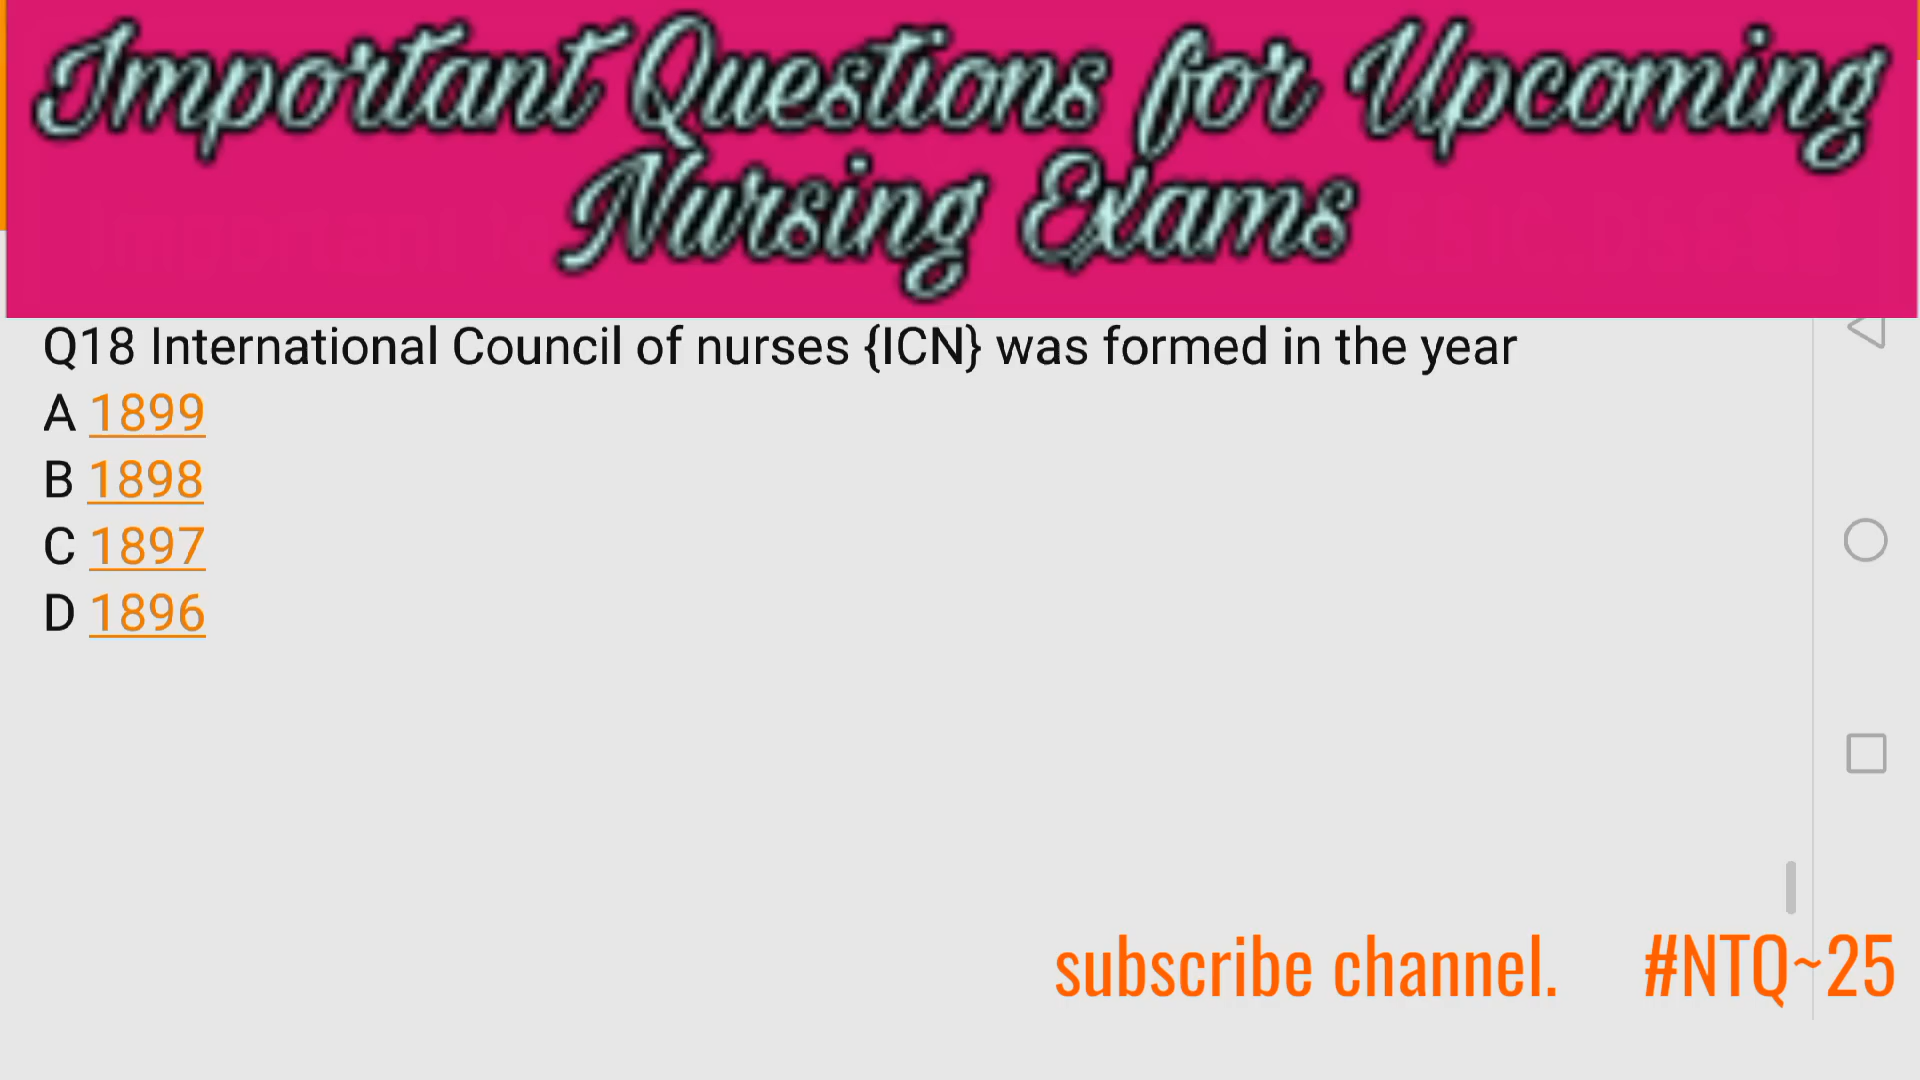 Important Questions for Upcoming
Nursing Exams
Q18 International Council of nurses {ICN} was formed in the year
A 1899
B 1898
C 1897
D 1896
subscribe channel. #NTQ~25